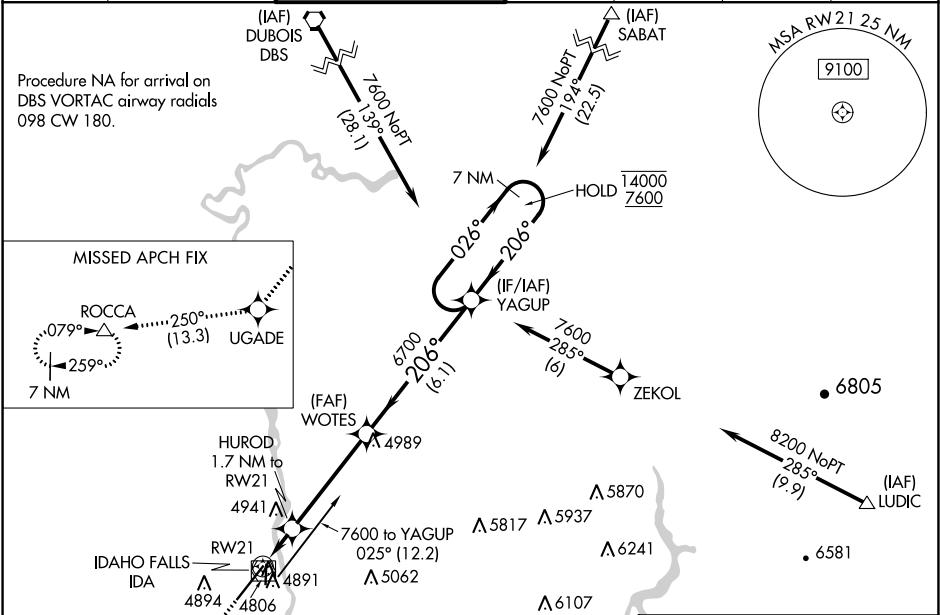 (IAF)
DUBOIS
DBS
(IAF)
SABAT
MSA RW21 25 NM
9100
Procedure NA for arrival on
DBS VORTAC airway radials
098 CW 180.
7600 NoPT
139°
(28.1)
7600 NoPT
194°
(22.5)
7 NM
HOLD
14000
7600
026°
206°
(IF/IAF)
YAGUP
MISSED APCH FIX
ROCCA
079°
250°
(13.3)
UGADE
259°
7 NM
6700
206°
(6.1)
7600
285°
(6)
ZEKOL
6805
(FAF)
WOTES
4989
HUROD
1.7 NM to
RW21
4941
8200 NoPT
285°
(9.9)
(IAF)
LUDIC
5870
5937
5817
7600 to YAGUP
025° (12.2)
6241
6581
RW21
IDAHO FALLS
IDA
4891
5062
4894
4806
6107